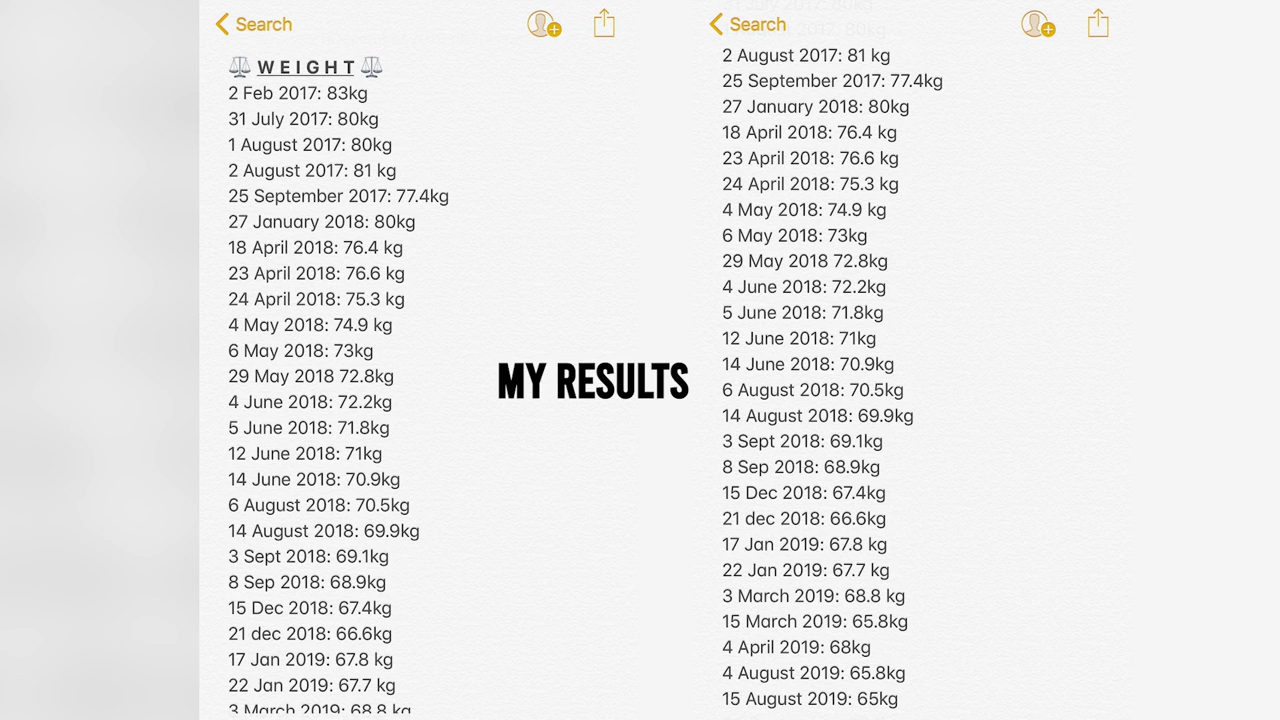 Search
⚖ W E I G H T ⚖
2 Feb 2017: 83kg
31 July 2017: 80kg
1 August 2017: 80kg
2 August 2017: 81 kg
25 September 2017: 77.4kg
27 January 2018: 80kg
18 April 2018: 76.4 kg
23 April 2018: 76.6 kg
24 April 2018: 75.3 kg
4 May 2018: 74.9 kg
6 May 2018: 73kg
29 May 2018 72.8kg
4 June 2018: 72.2kg
5 June 2018: 71.8kg
12 June 2018: 71kg
14 June 2018: 70.9kg
6 August 2018: 70.5kg
14 August 2018: 69.9kg
3 Sept 2018: 69.1kg
8 Sep 2018: 68.9kg
15 Dec 2018: 67.4kg
21 dec 2018: 66.6kg
17 Jan 2019: 67.8 kg
22 Jan 2019: 67.7 kg
3 March 2019: 68.8 kg
MY RESULTS
31 July 2017: 80kg
Search
2 August 2017: 81 kg
25 September 2017: 77.4kg
27 January 2018: 80kg
18 April 2018: 76.4 kg
23 April 2018: 76.6 kg
24 April 2018: 75.3 kg
4 May 2018: 74.9 kg
6 May 2018: 73kg
29 May 2018 72.8kg
4 June 2018: 72.2kg
5 June 2018: 71.8kg
12 June 2018: 71kg
14 June 2018: 70.9kg
6 August 2018: 70.5kg
14 August 2018: 69.9kg
3 Sept 2018: 69.1kg
8 Sep 2018: 68.9kg
15 Dec 2018: 67.4kg
21 dec 2018: 66.6kg
17 Jan 2019: 67.8 kg
22 Jan 2019: 67.7 kg
3 March 2019: 68.8 kg
15 March 2019: 65.8kg
4 April 2019: 68kg
4 August 2019: 65.8kg
15 August 2019: 65kg